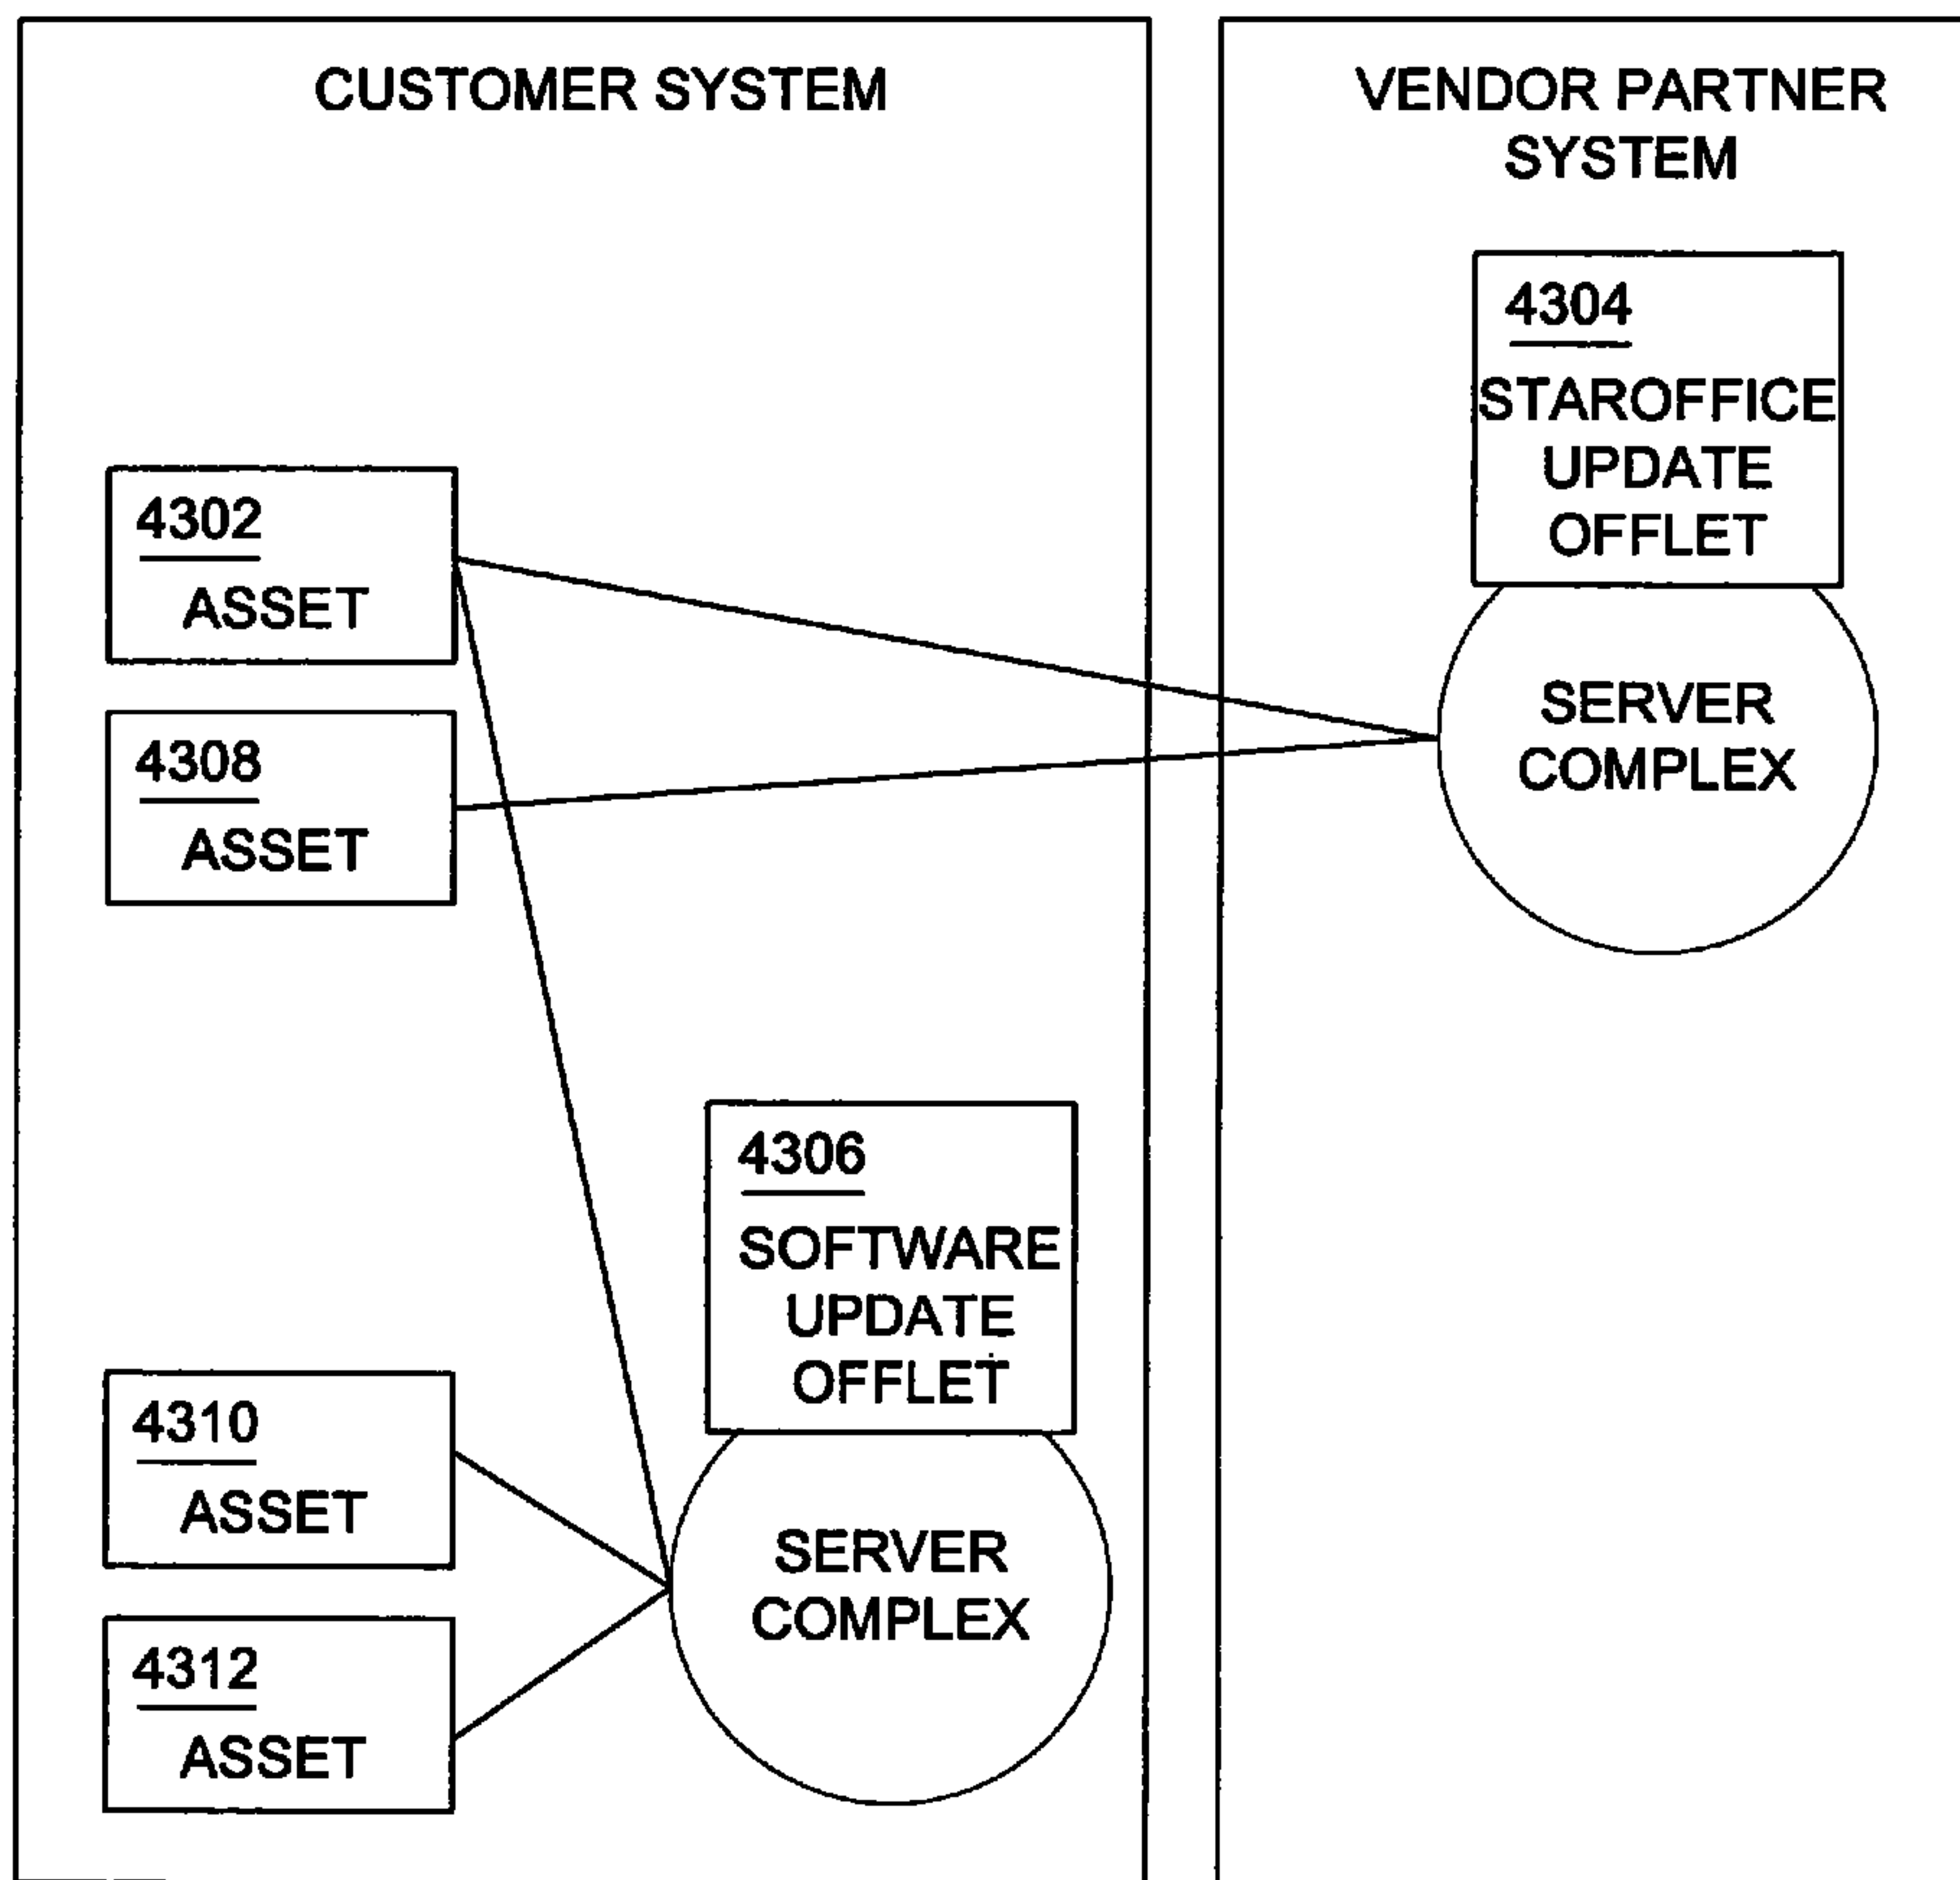 CUSTOMER SYSTEM
4302
ASSET
4308
ASSET
4306
SOFTWARE
UPDATE
OFFLET
4310
ASSET
4312
ASSET
SERVER
COMPLEX
VENDOR PARTNER
SYSTEM
4304
STAROFFICE
UPDATE
OFFLET
SERVER
COMPLEX